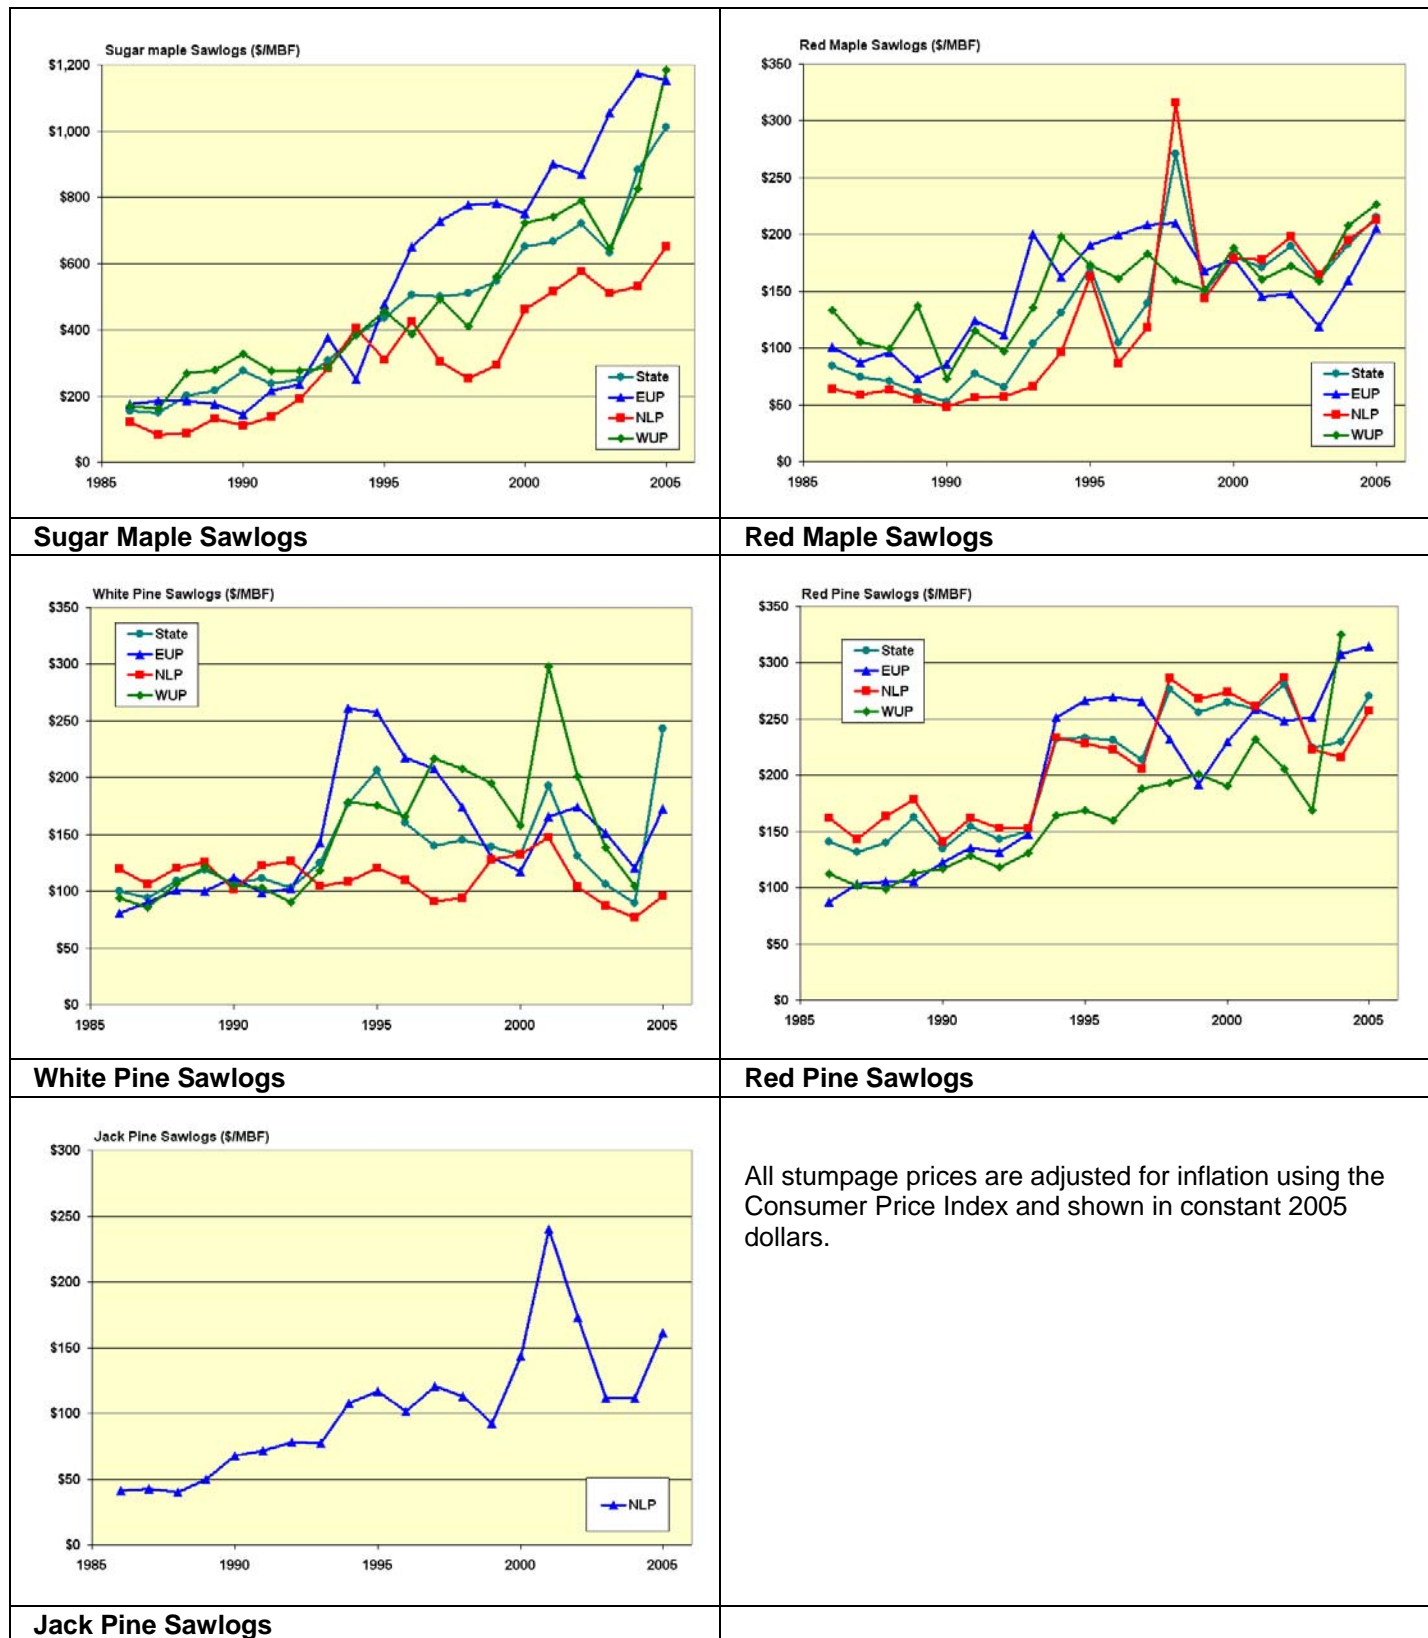 Sugar maple Sawlogs ($/MBF)
$1,200
$1,000
$800
$600
$400
$200
$0
1985 1990 1995 2000 2005
State
EUP
NLP
WUP
Red Maple Sawlogs ($/MBF)
$350
$300
$250
$200
$150
$100
$50
$0
1985 1990 1995 2000 2005
State
EUP
NLP
WUP
Sugar Maple Sawlogs
Red Maple Sawlogs
White Pine Sawlogs ($/MBF)
$350
$300
$250
$200
$150
$100
$50
$0
1985 1990 1995 2000 2005
State
EUP
NLP
WUP
Red Pine Sawlogs ($/MBF)
$350
$300
$250
$200
$150
$100
$50
$0
1985 1990 1995 2000 2005
State
EUP
NLP
WUP
White Pine Sawlogs
Red Pine Sawlogs
Jack Pine Sawlogs ($/MBF)
$300
$250
$200
$150
$100
$50
$0
1985 1990 1995 2000 2005
NLP
All stumpage prices are adjusted for inflation using the
Consumer Price Index and shown in constant 2005
dollars.
Jack Pine Sawlogs